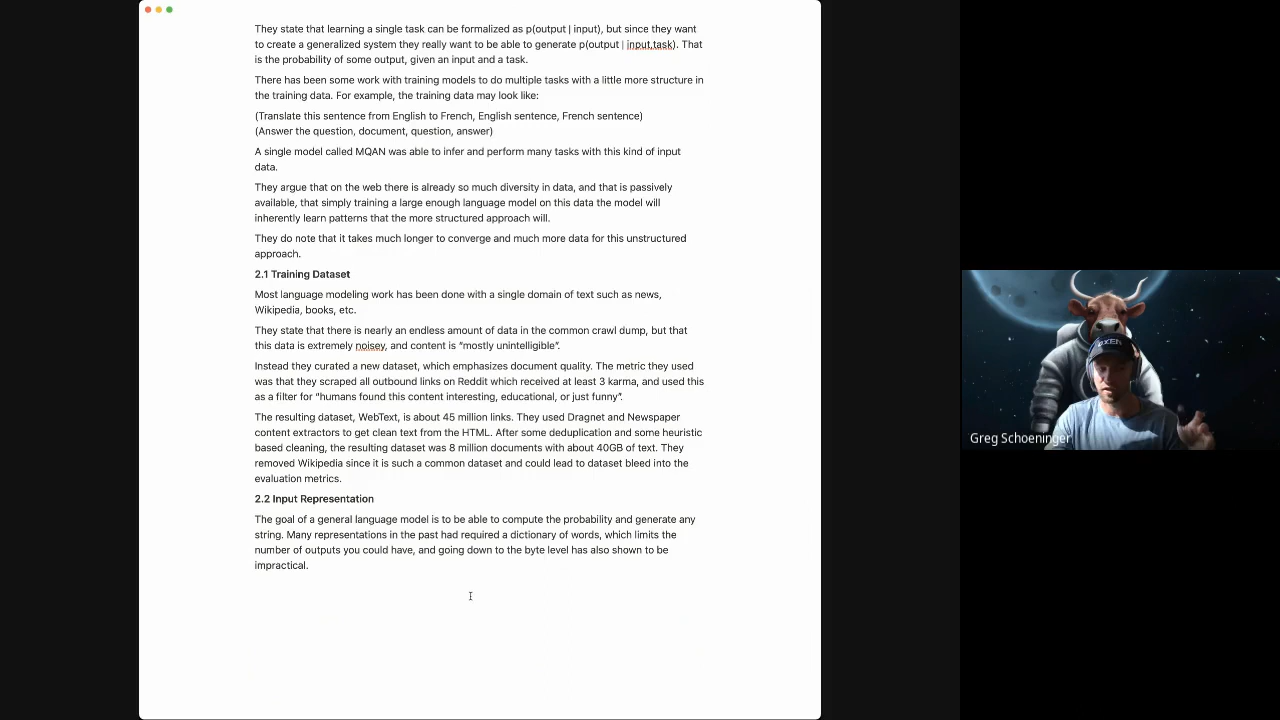 They state that learning a single task can be formalized as p(output | input), but since they want
to create a generalized system they really want to be able to generate p(output | input,task). That
is the probability of some output, given an input and a task.
There has been some work with training models to do multiple tasks with a little more structure in
the training data. For example, the training data may look like:
(Translate this sentence from English to French, English sentence, French sentence)
(Answer the question, document, question, answer)
A single model called MQAN was able to infer and perform many tasks with this kind of input
data.
They argue that on the web there is already so much diversity in data, and that is passively
available, that simply training a large enough language model on this data the model will
inherently learn patterns that the more structured approach will.
They do note that it takes much longer to converge and much more data for this unstructured
approach.
2.1 Training Dataset
Most language modeling work has been done with a single domain of text such as news,
Wikipedia, books, etc.
They state that there is nearly an endless amount of data in the common crawl dump, but that
this data is extremely noisey, and content is “mostly unintelligible”.
Instead they curated a new dataset, which emphasizes document quality. The metric they used
was that they scraped all outbound links on Reddit which received at least 3 karma, and used this
as a filter for “humans found this content interesting, educational, or just funny”.
The resulting dataset, WebText, is about 45 million links. They used Dragnet and Newspaper
content extractors to get clean text from the HTML. After some deduplication and some heuristic
based cleaning, the resulting dataset was 8 million documents with about 40GB of text. They
removed Wikipedia since it is such a common dataset and could lead to dataset bleed into the
evaluation metrics.
2.2 Input Representation
The goal of a general language model is to be able to compute the probability and generate any
string. Many representations in the past had required a dictionary of words, which limits the
number of outputs you could have, and going down to the byte level has also shown to be
impractical.
OXEN
Greg Schoeninger